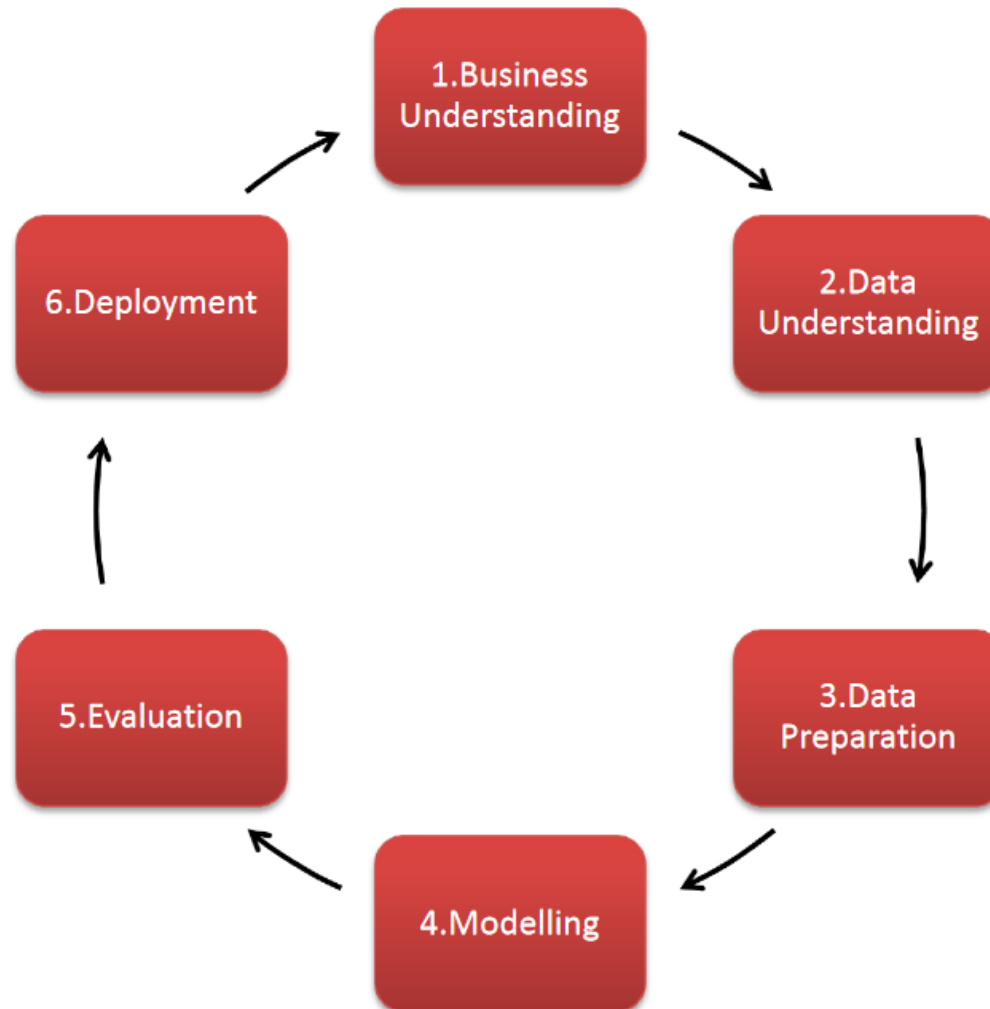 1.Business
Understanding
2.Data
Understanding
3.Data
Preparation
4.Modelling
5.Evaluation
6.Deployment